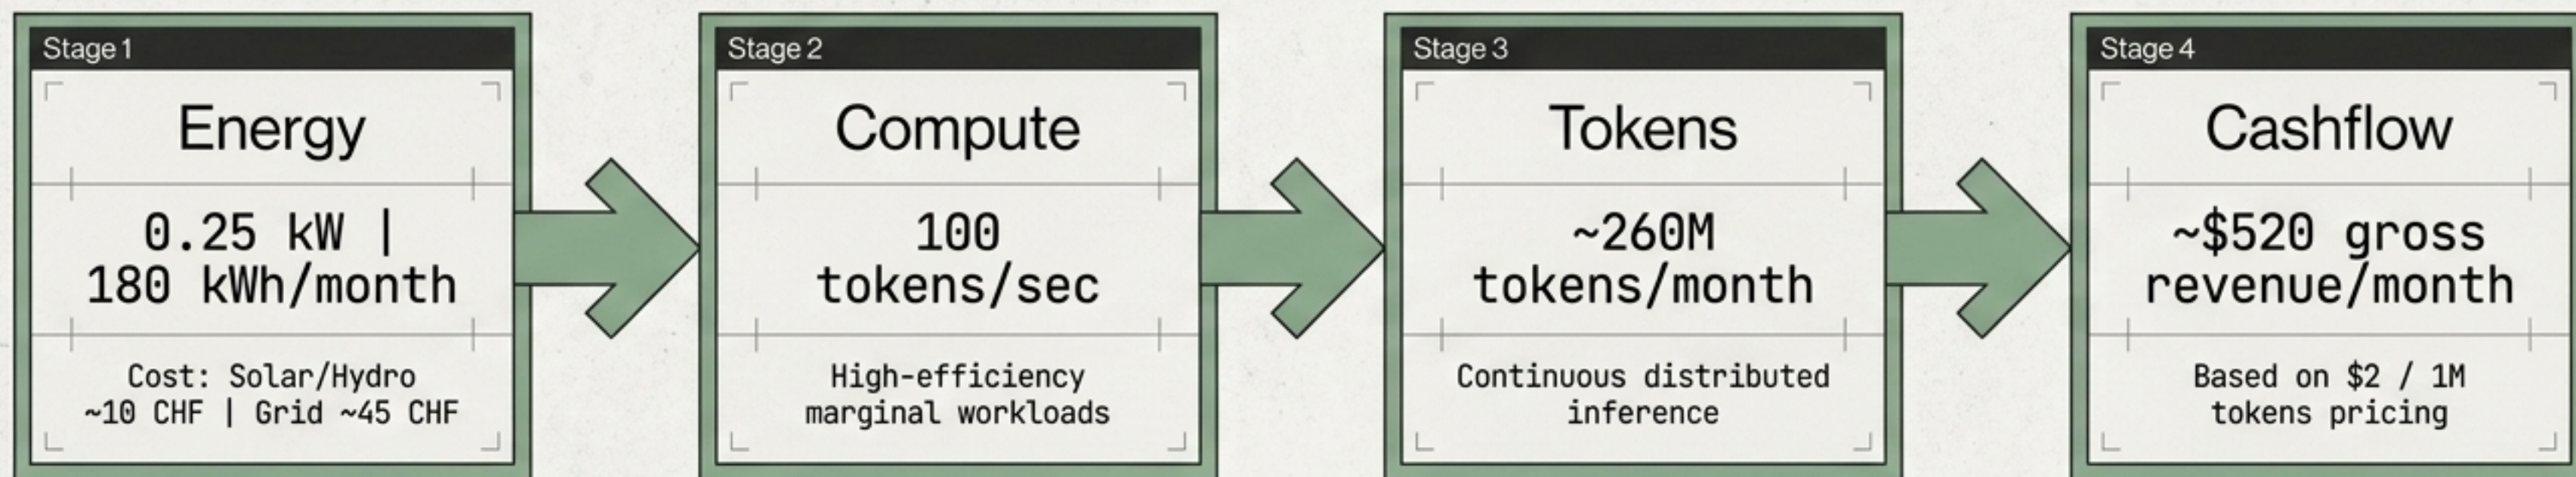 Stage 1
Energy
0.25 kW |
180 kWh/month
Cost: Solar/Hydro
~10 CHF | Grid ~45 CHF
Stage 2
Compute
100
tokens/sec
High-efficiency
marginal workloads
Stage 3
Tokens
~260M
tokens/month
Continuous distributed
inference
Stage 4
Cashflow
~$520 gross
revenue/month
Based on $2 / 1M
tokens pricing